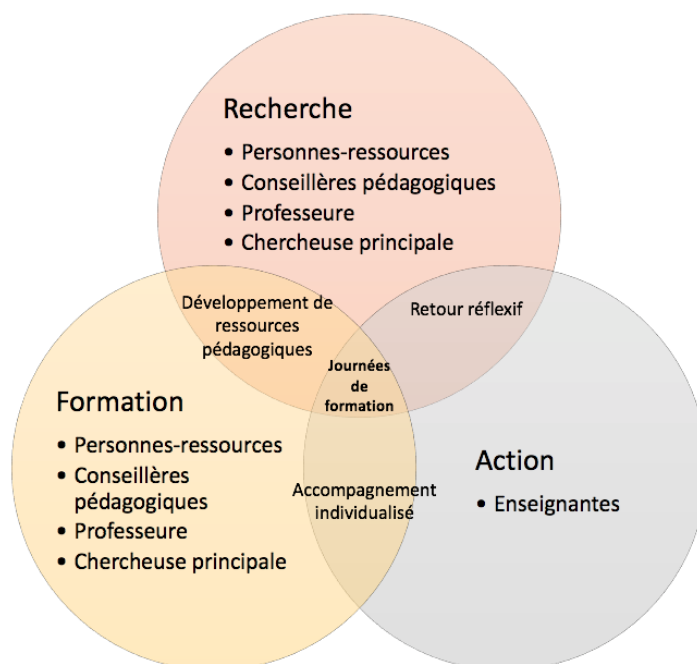 Recherche
• Personnes-ressources
• Conseillères pédagogiques
• Professeure
• Chercheuse principale
Développement de
ressources
pédagogiques
Retour réflexif
Journées
de
formation
Formation
• Personnes-ressources
• Conseillères
pédagogiques
• Professeure
• Chercheuse principale
Accompagnement
individualisé
Action
• Enseignantes